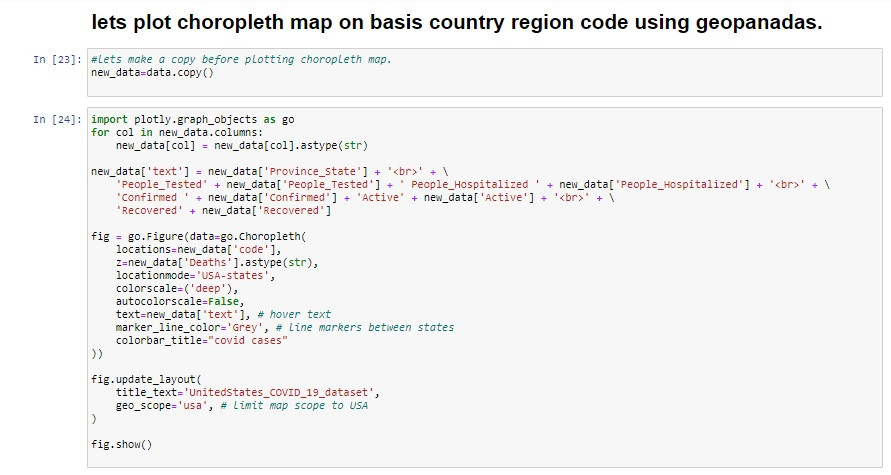 lets plot choropleth map on basis country region code using geopanadas.
In [23]: #lets make a copy before plotting choropleth map.
new_data=data.copy()
In [24]: import plotly.graph_objects as go
for col in new_data.columns:
    new_data[col] = new_data[col].astype(str)

new_data['text'] = new_data['Province_State'] + '<br>' + \
    'People_Tested' + new_data['People_Tested'] + ' People_Hospitalized ' + new_data['People_Hospitalized'] + '<br>' + \
    'Confirmed ' + new_data['Confirmed'] + 'Active' + new_data['Active'] + '<br>' + \
    'Recovered' + new_data['Recovered']

fig = go.Figure(data=go.Choropleth(
    locations=new_data['code'],
    z=new_data['Deaths'].astype(str),
    locationmode='USA-states',
    colorscale=('deep'),
    autocolorscale=False,
    text=new_data['text'], # hover text
    marker_line_color='Grey', # line markers between states
    colorbar_title="covid cases"
))

fig.update_layout(
    title_text='UnitedStates_COVID_19_dataset',
    geo_scope='usa', # limit map scope to USA
)

fig.show()